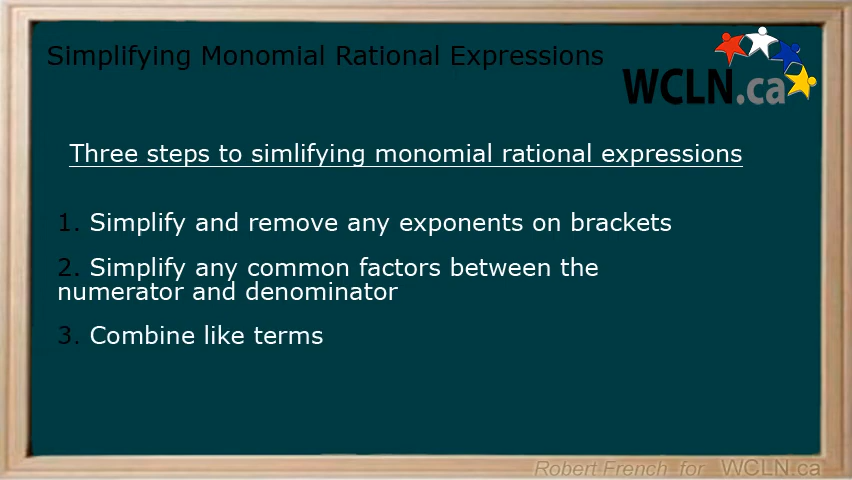 Simplifying Monomial Rational Expressions
WCLN.ca
Three steps to simlifying monomial rational expressions
1. Simplify and remove any exponents on brackets
2. Simplify any common factors between the
numerator and denominator
3. Combine like terms
Robert French for WCLN.ca